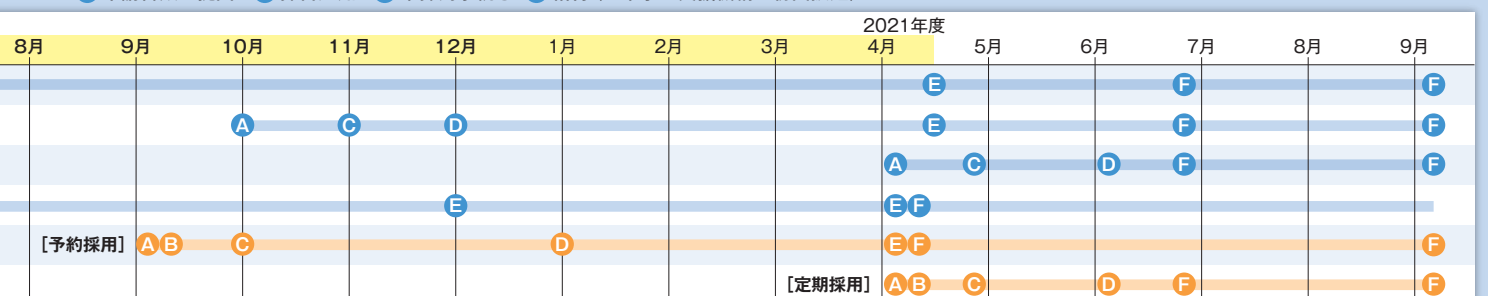 2021年度
8月 9月 10月 11月 12月 1月 2月 3月 4月 5月 6月 7月 8月 9月
E F F
A C D E F F
A C D F F
E E F
[予約採用] A B C D E F F
[定期採用] A B C D F F